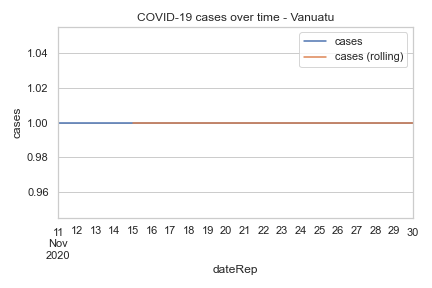 COVID-19 cases over time - Vanuatu
cases
cases (rolling)
cases
1.04
1.02
1.00
0.98
0.96
11 12 13 14 15 16 17 18 19 20 21 22 23 24 25 26 27 28 29 30
Nov
2020
dateRep